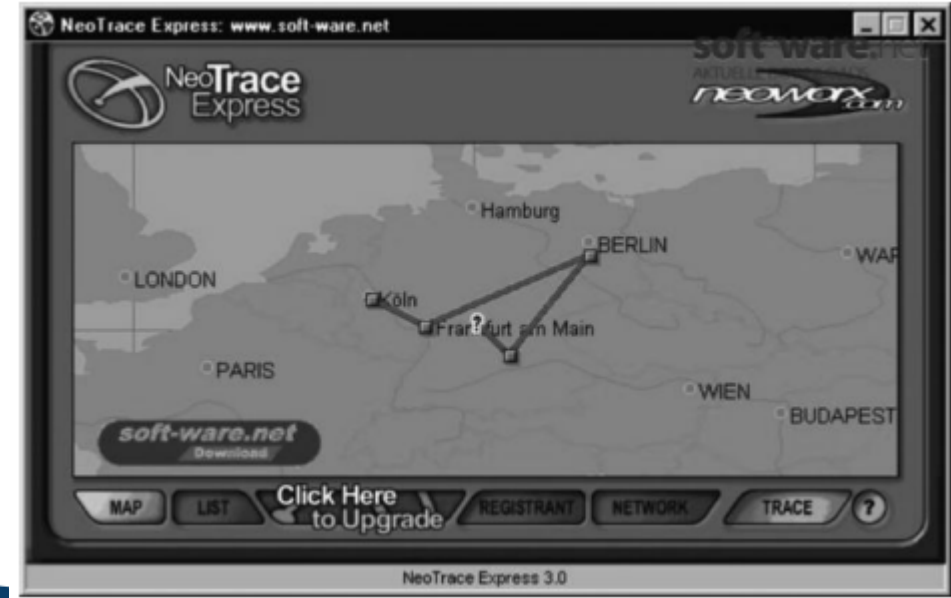 NeoTrace Express: www.soft-ware.net
soft-ware.net
NeoTrace
Express
neoworx
.com
Hamburg
BERLIN
LONDON
Köln
Frankfurt am Main
?
PARIS
WIEN
BUDAPEST
soft-ware.net
Download
MAP
LIST
Click Here
to Upgrade
REGISTRANT
NETWORK
TRACE
?
NeoTrace Express 3.0